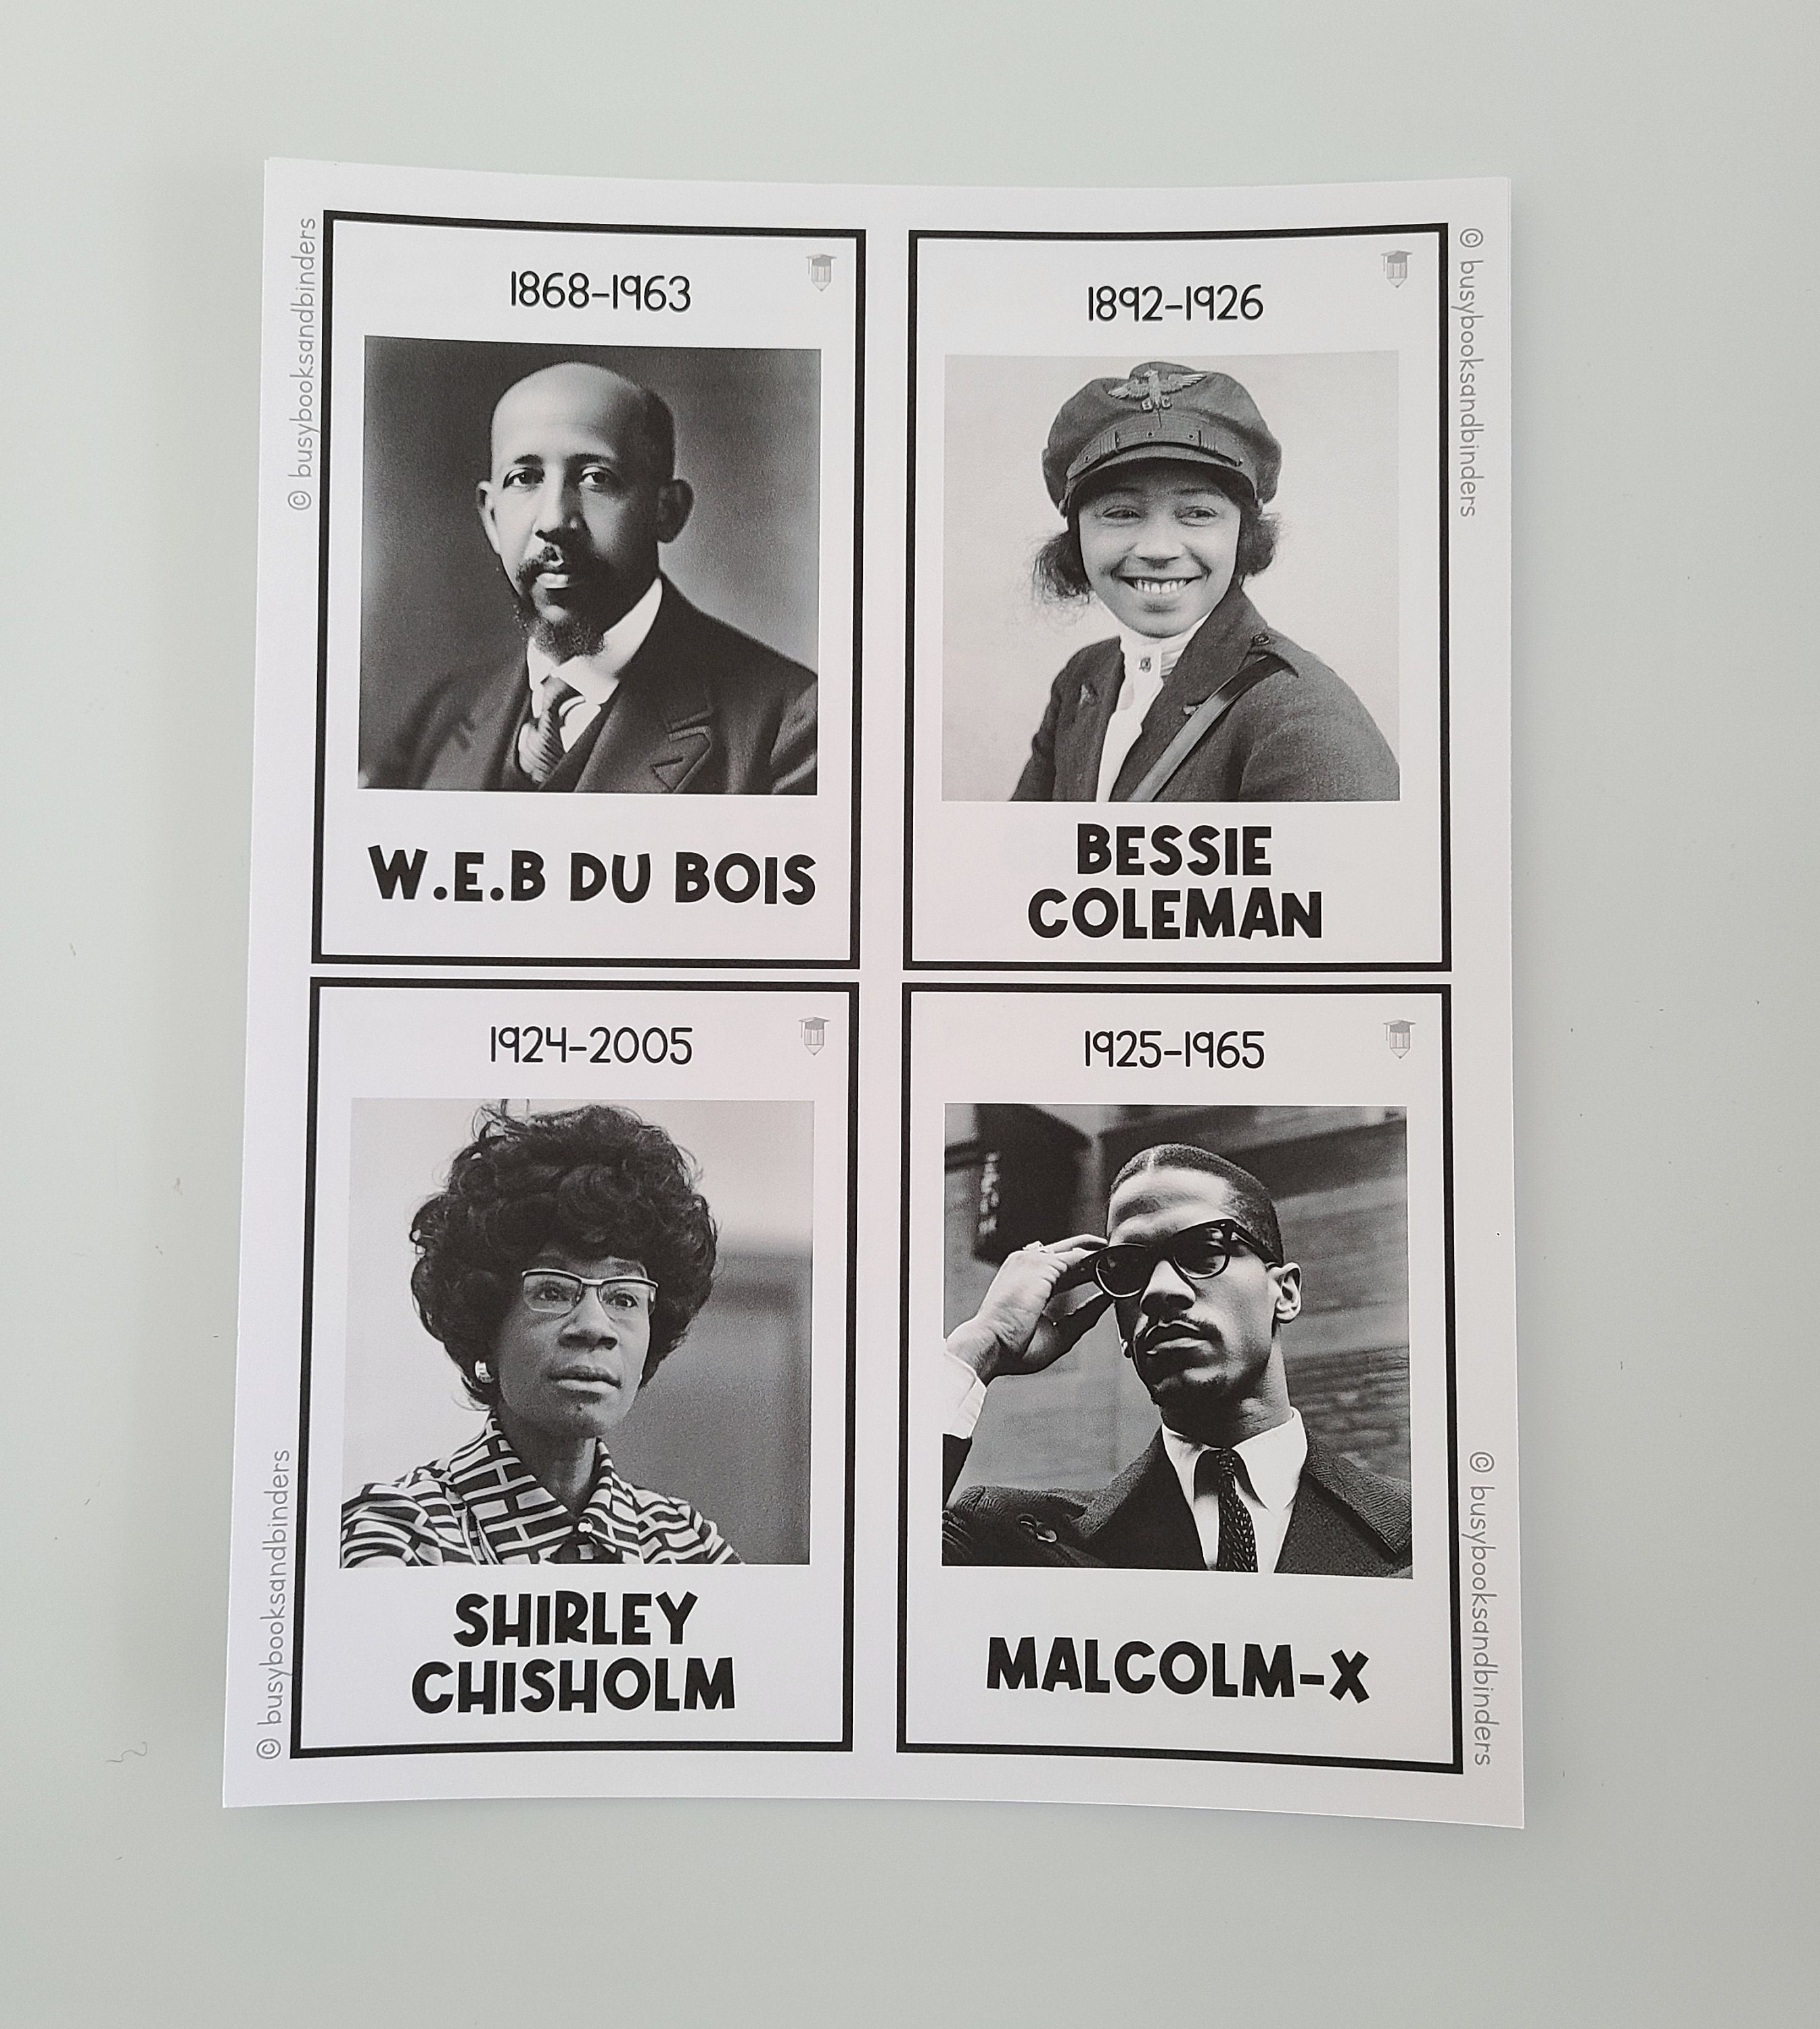 © busybooksandbinders
1868-1963
W.E.B DU BOIS
© busybooksandbinders
1892-1926
BC
BESSIE
COLEMAN
© busybooksandbinders
1924-2005
SHIRLEY
CHISHOLM
1925-1965
MALCOLM-X
© busybooksandbinders